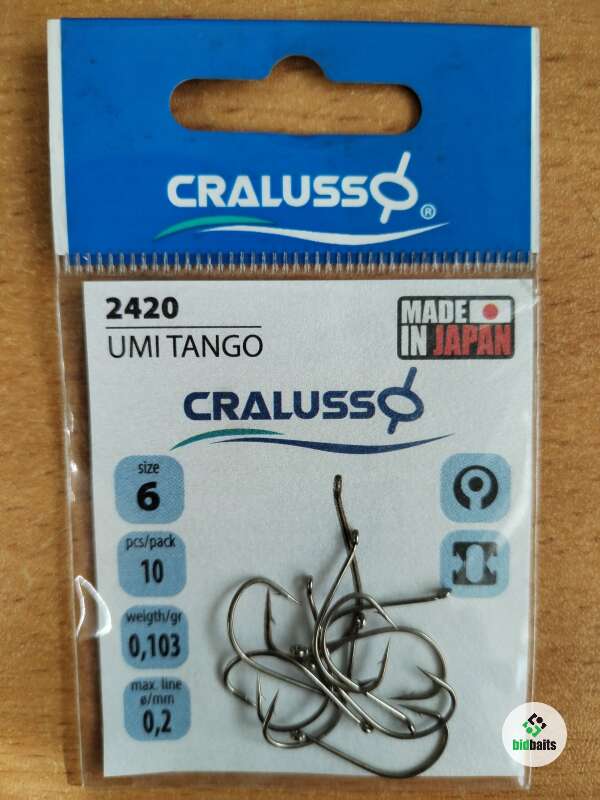 CRALUSSO®
2420
UMI TANGO
MADE
IN JAPAN
CRALUSSO
size
6
pcs/pack
10
weigth/gr
0,103
max. line
ø/mm
0,2
bidbaits